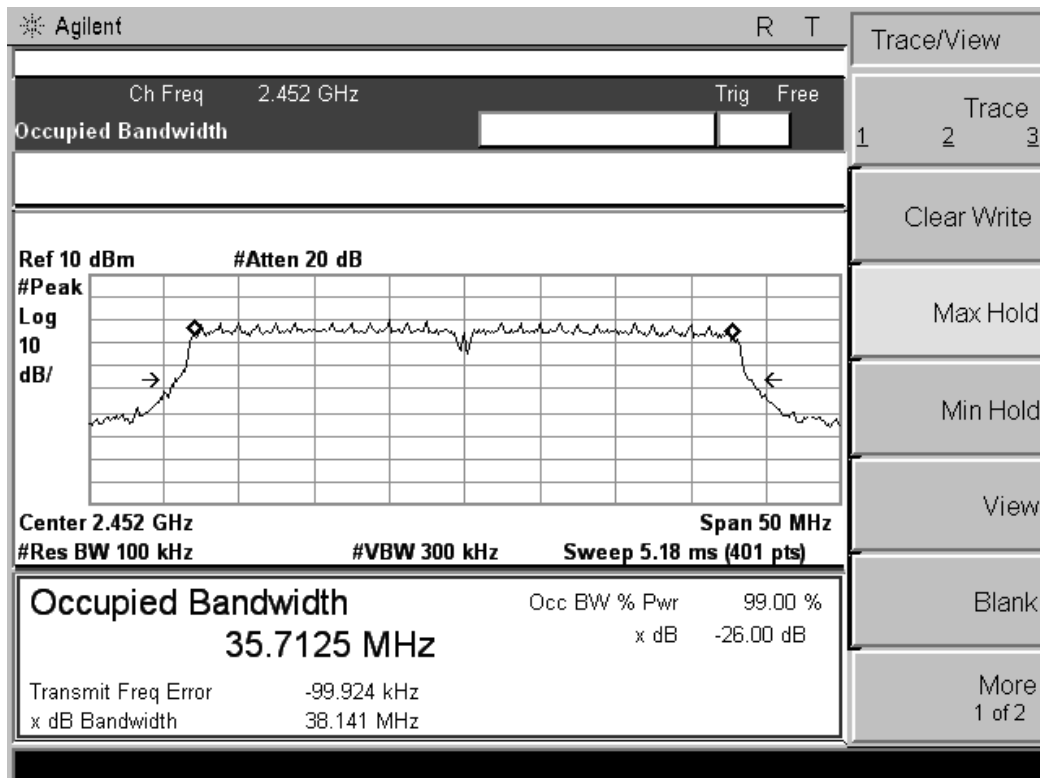 Agilent R T
Trace/View
Ch Freq 2.452 GHz Trig Free
Occupied Bandwidth
Trace
1 2 3
Clear Write
Ref 10 dBm #Atten 20 dB
#Peak
Log
10
dB/
Max Hold
Min Hold
View
Center 2.452 GHz Span 50 MHz
#Res BW 100 kHz #VBW 300 kHz Sweep 5.18 ms (401 pts)
Occupied Bandwidth Occ BW % Pwr 99.00 %
35.7125 MHz x dB -26.00 dB
Blank
Transmit Freq Error -99.924 kHz
x dB Bandwidth 38.141 MHz
More
1 of 2